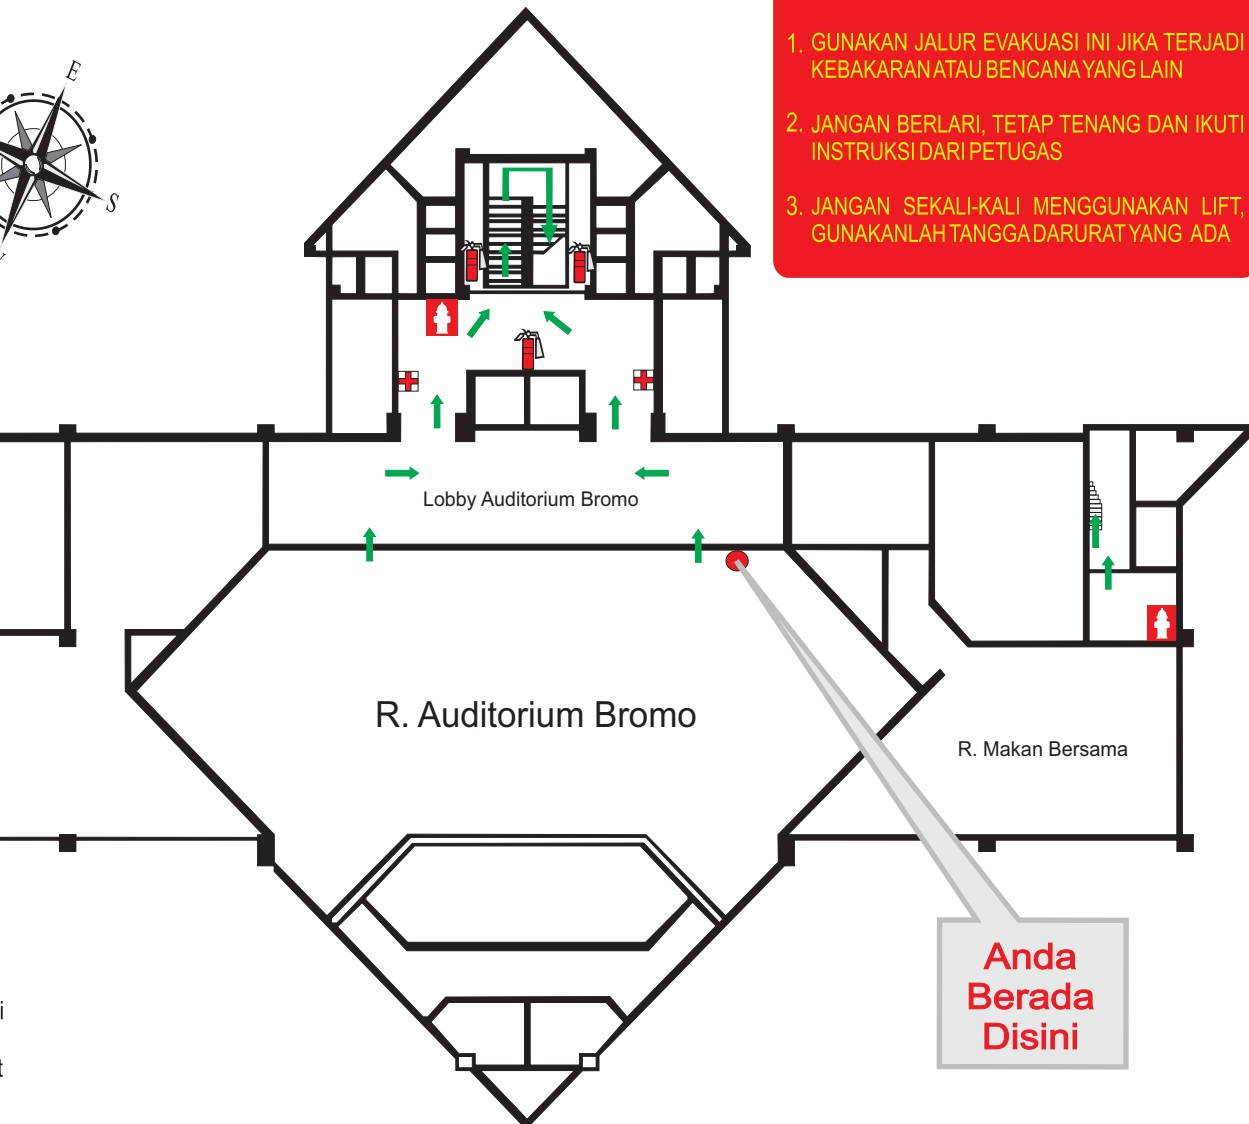 1. GUNAKAN JALUR EVAKUASI INI JIKA TERJADI
KEBAKARAN ATAU BENCANA YANG LAIN
2. JANGAN BERLARI, TETAP TENANG DAN IKUTI
INSTRUKSI DARI PETUGAS
3. JANGAN SEKALI-KALI MENGGUNAKAN LIFT,
GUNAKANLAH TANGGA DARURAT YANG ADA
E
S
Lobby Auditorium Bromo
R. Auditorium Bromo
R. Makan Bersama
Anda
Berada
Disini
i
t